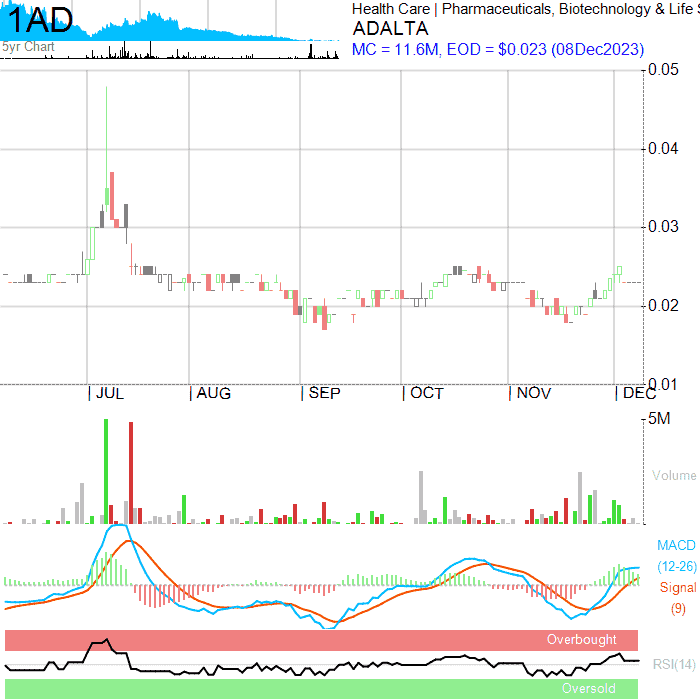 1AD
5yr Chart
Health Care | Pharmaceuticals, Biotechnology & Life S
ADALTA
MC = 11.6M, EOD = $0.023 (08Dec2023)
0.05
0.04
0.03
0.02
0.01
JUL AUG SEP OCT NOV DEC
5M
Volume
MACD
(12-26)
Signal
(9)
Overbought
RSI(14)
Oversold